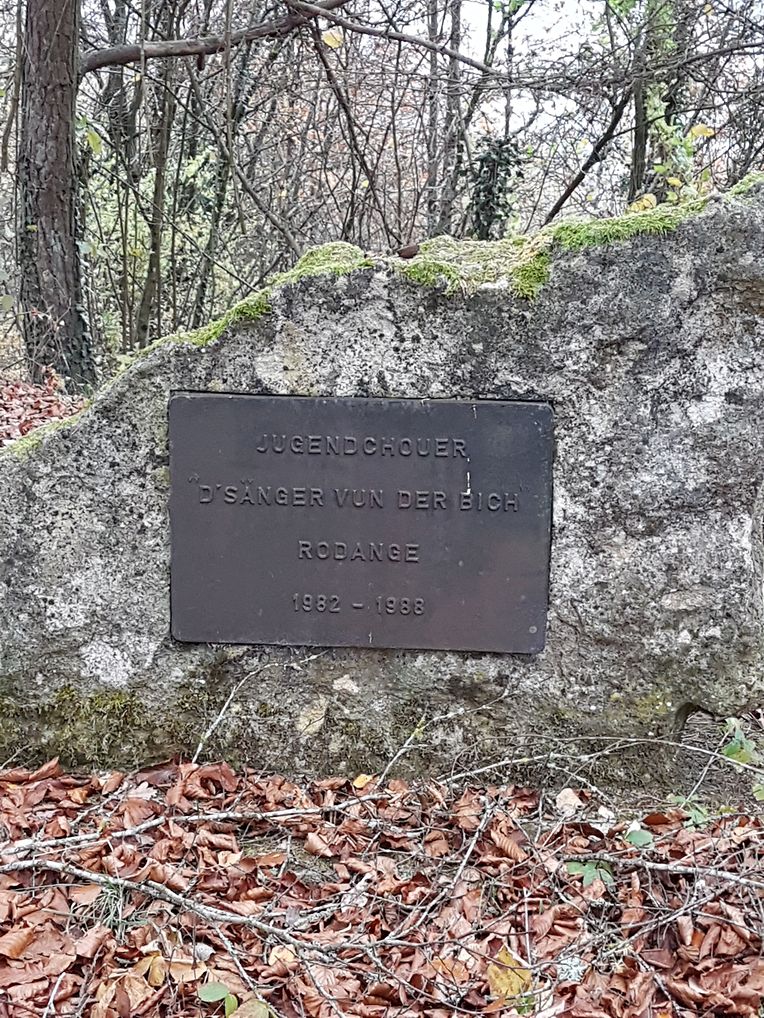 JUGENDCHOUER
"D'SÄNGER VUN DER BICH"
RODANGE
1982 - 1988